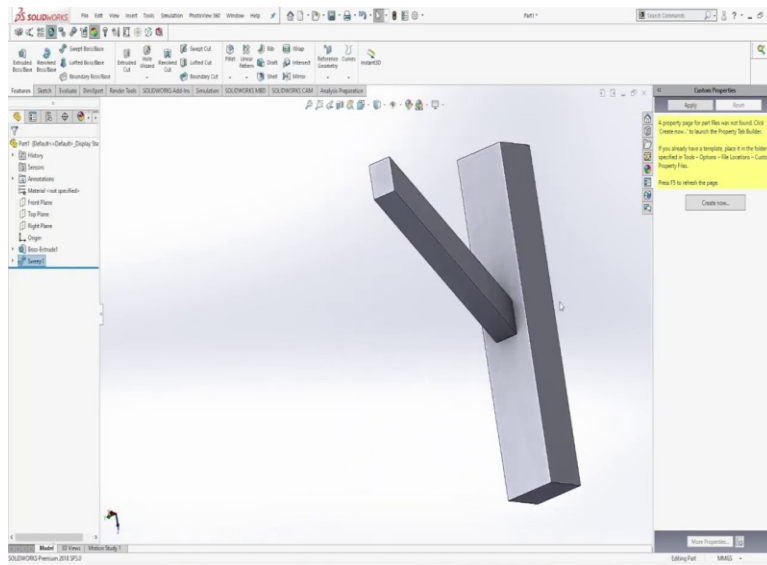 SOLIDWORKS File Edit View Insert Tools Simulation PhotoView 360 Window Help Part1 * Search Commands
Extruded Boss/Base Revolved Boss/Base Swept Boss/Base Lofted Boss/Base Boundary Boss/Base Extruded Cut Hole Wizard Revolved Cut Swept Cut Lofted Cut Boundary Cut Fillet Linear Pattern Rib Draft Shell Wrap Intersect Mirror Reference Geometry Curves Instant3D
Features Sketch Evaluate DimXpert Render Tools SOLIDWORKS Add-Ins Simulation SOLIDWORKS MBD SOLIDWORKS CAM Analysis Preparation
Part1 (Default<<Default>_Display Sta
History
Sensors
Annotations
Material <not specified>
Front Plane
Top Plane
Right Plane
Origin
Boss-Extrude1
Sweep1
Custom Properties
Apply Reset
A property page for part files was not found. Click
'Create now...' to launch the Property Tab Builder.
If you already have a template, place it in the folder
specified in Tools - Options - File Locations - Custo
Property Files.
Press F5 to refresh the page.
Create now...
More Properties...
Model 3D Views Motion Study 1
SOLIDWORKS Premium 2018 SP5.0 Editing Part MMGS